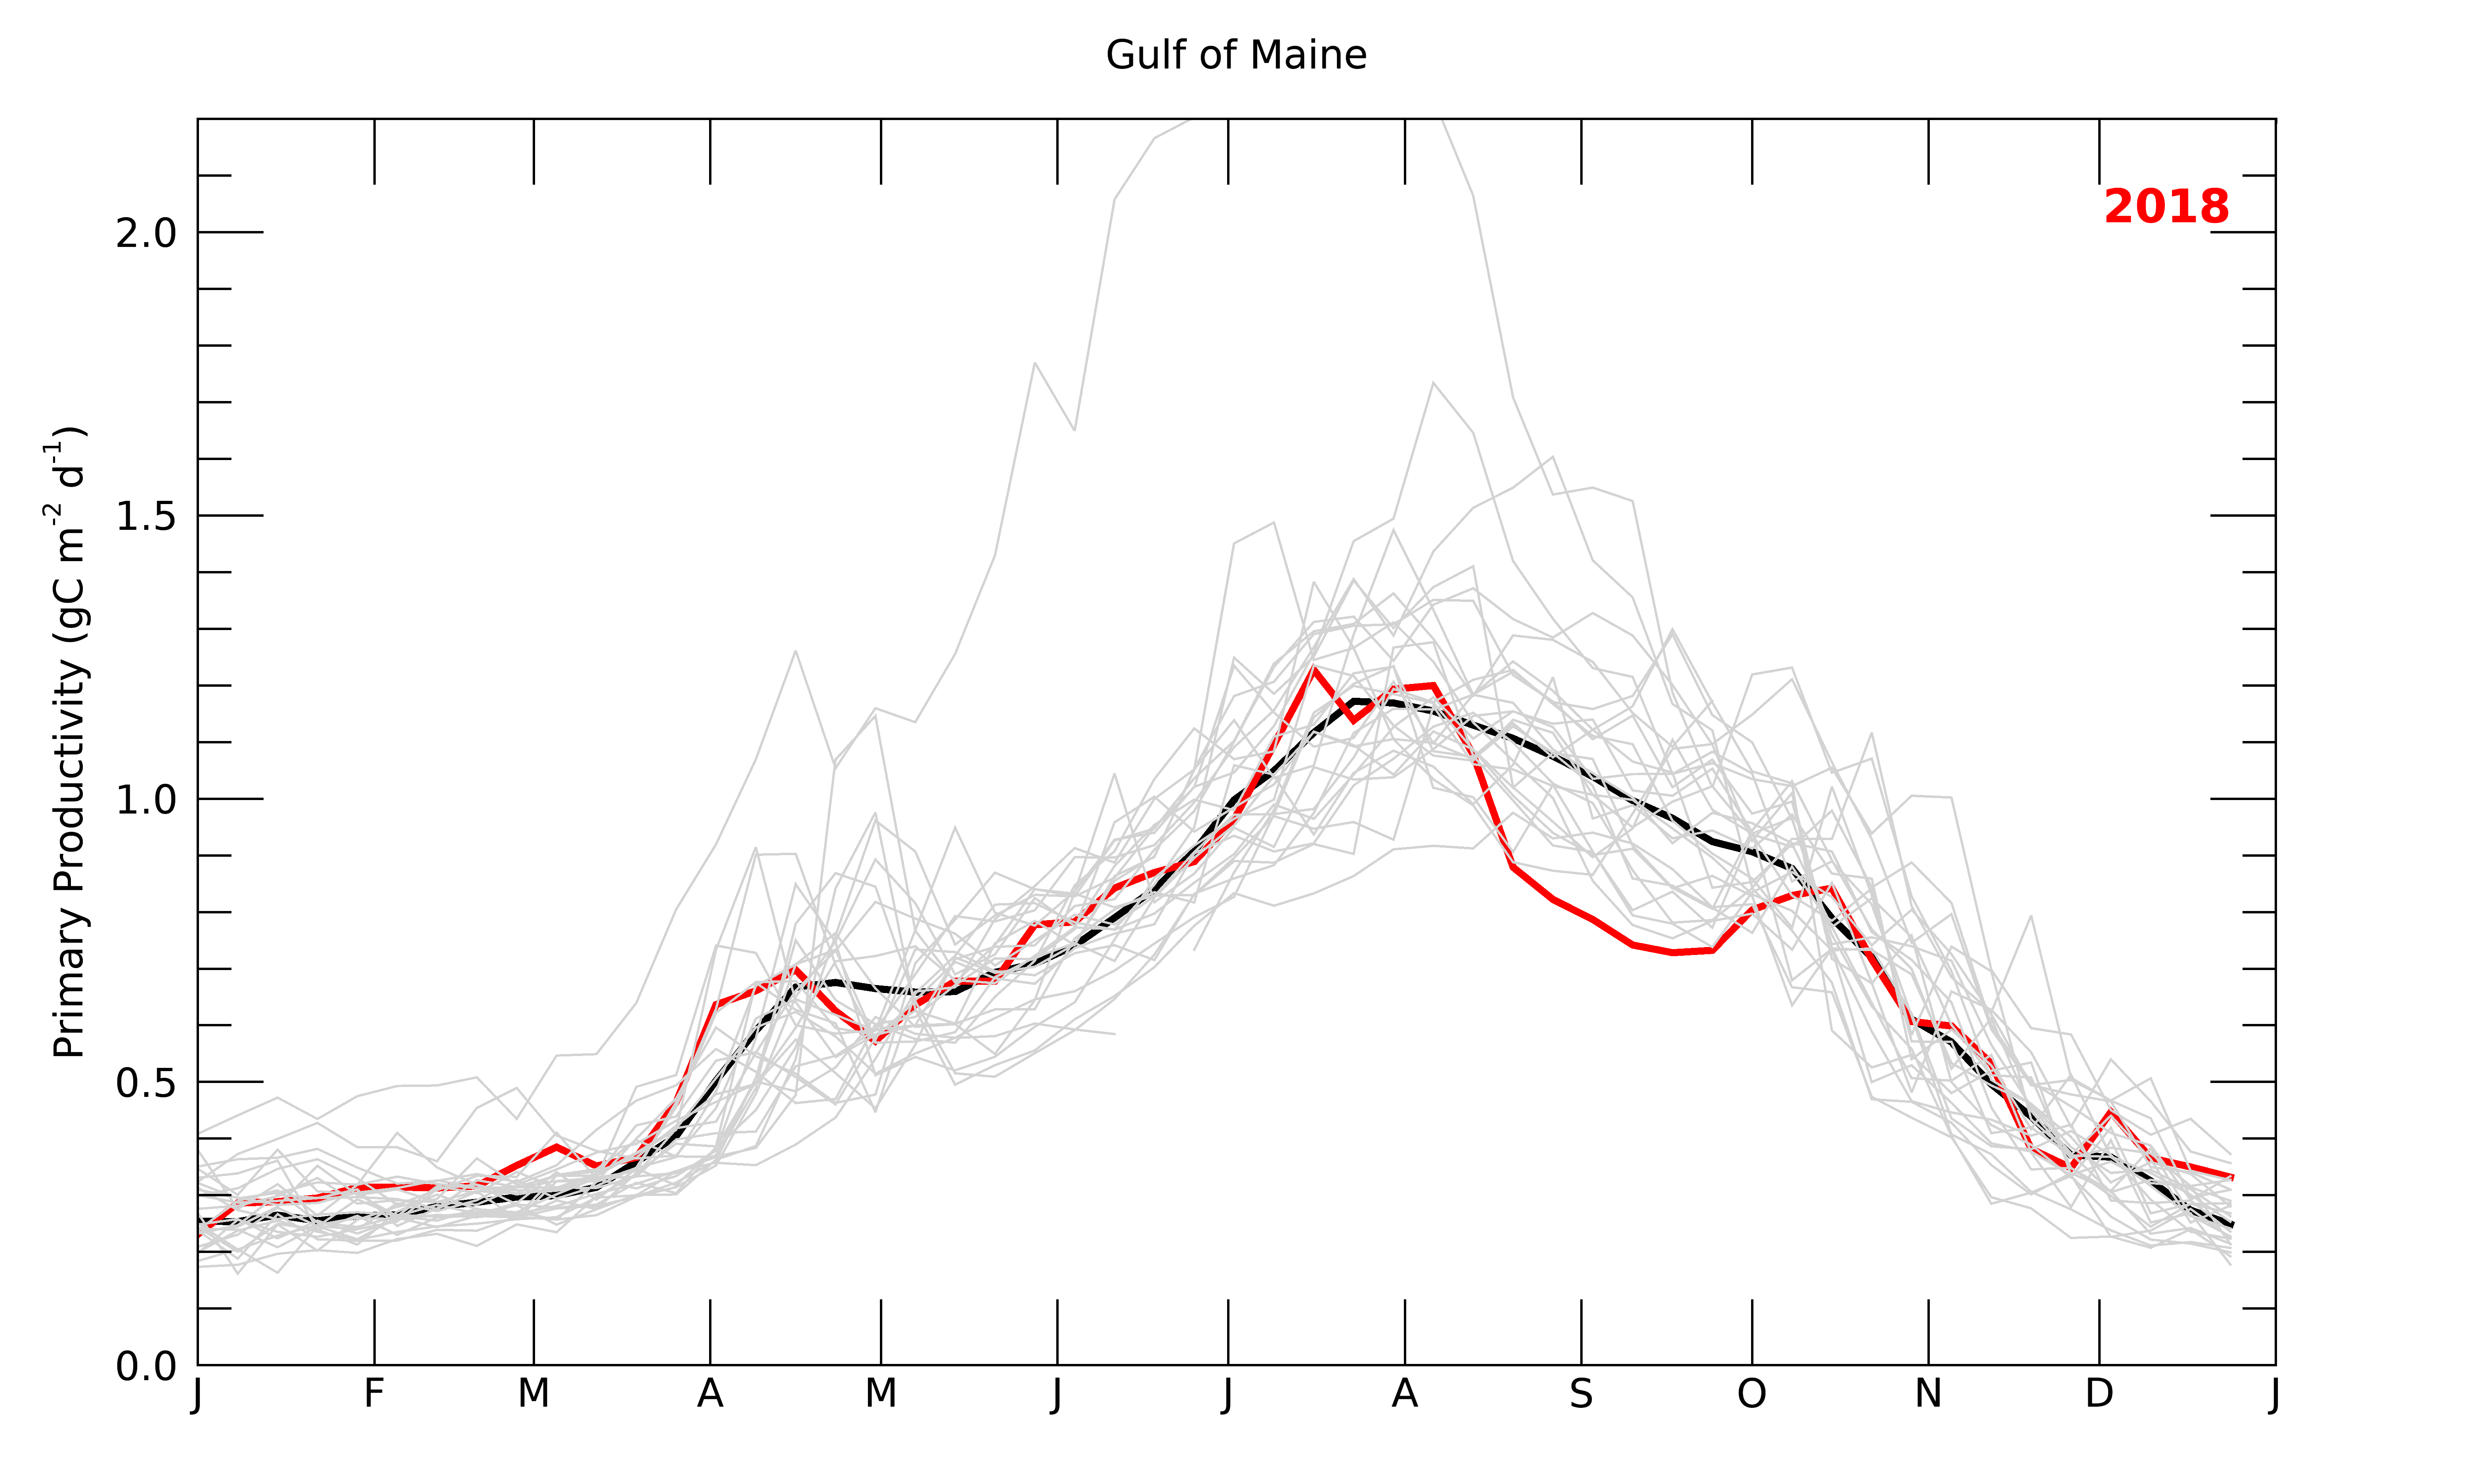 Gulf of Maine
2018
Primary Productivity (gC m⁻² d⁻¹)
2.0
1.5
1.0
0.5
0.0
J F M A M J J A S O N D J